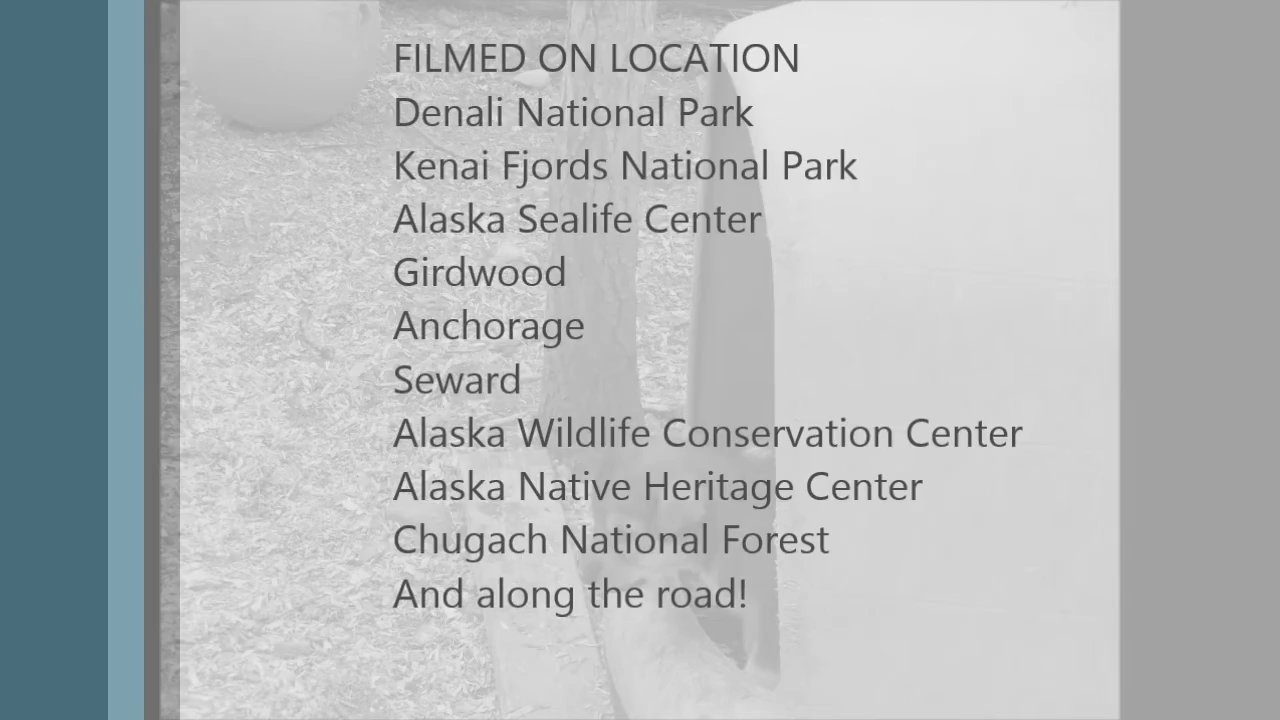 FILMED ON LOCATION
Denali National Park
Kenai Fjords National Park
Alaska Sealife Center
Girdwood
Anchorage
Seward
Alaska Wildlife Conservation Center
Alaska Native Heritage Center
Chugach National Forest
And along the road!